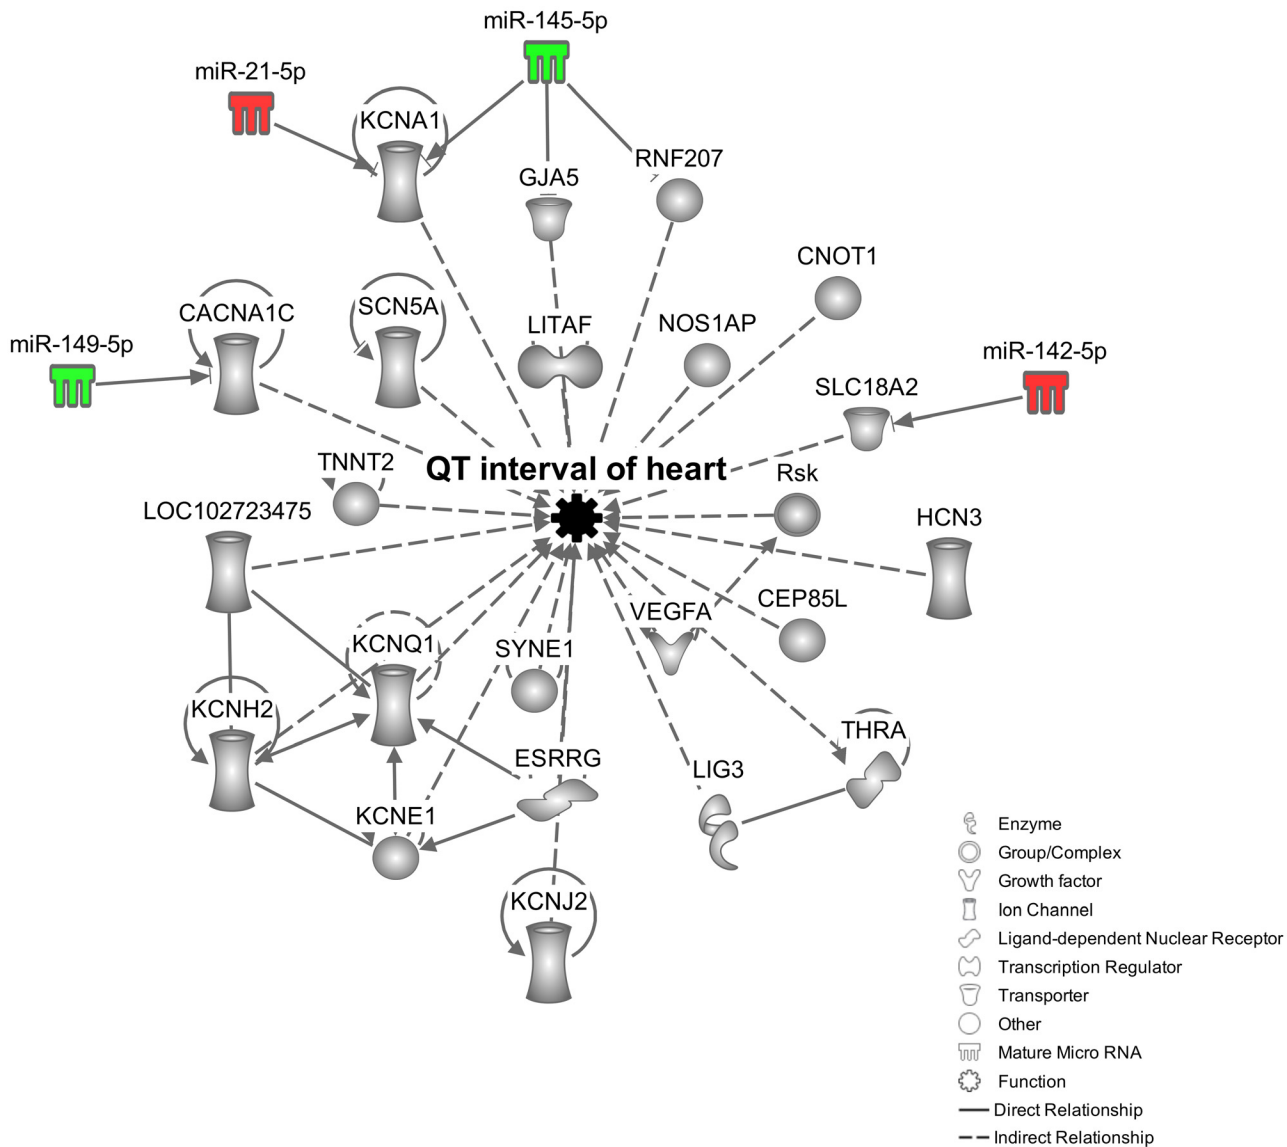 miR-145-5p
miR-21-5p
KCNA1
RNF207
GJA5
CNOT1
CACNA1C
SCN5A
LITAF
NOS1AP
miR-149-5p
miR-142-5p
SLC18A2
TNNT2
QT interval of heart
Rsk
LOC102723475
HCN3
VEGFA
CEP85L
KCNQ1
SYNE1
KCNH2
THRA
ESRRG
LIG3
KCNE1
KCNJ2
Enzyme
Group/Complex
Growth factor
Ion Channel
Ligand-dependent Nuclear Receptor
Transcription Regulator
Transporter
Other
Mature Micro RNA
Function
Direct Relationship
Indirect Relationship